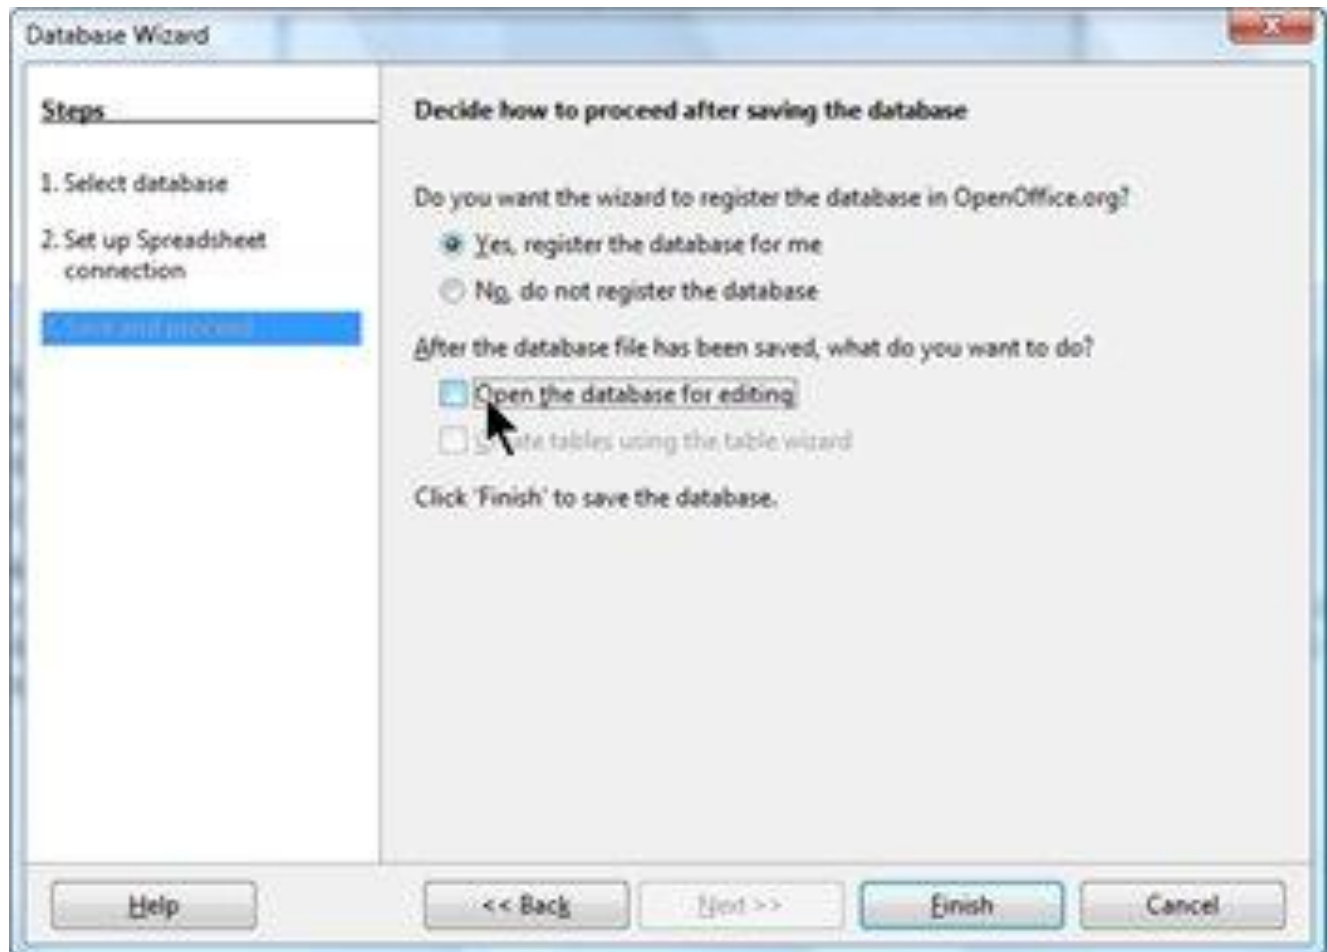 Database Wizard
Steps
1. Select database
2. Set up Spreadsheet
connection
3. Save and proceed
Decide how to proceed after saving the database
Do you want the wizard to register the database in OpenOffice.org?
Yes, register the database for me
No, do not register the database
After the database file has been saved, what do you want to do?
Open the database for editing
tables using the table wizard
Click 'Finish' to save the database.
Help
<< Back
Next >>
Finish
Cancel